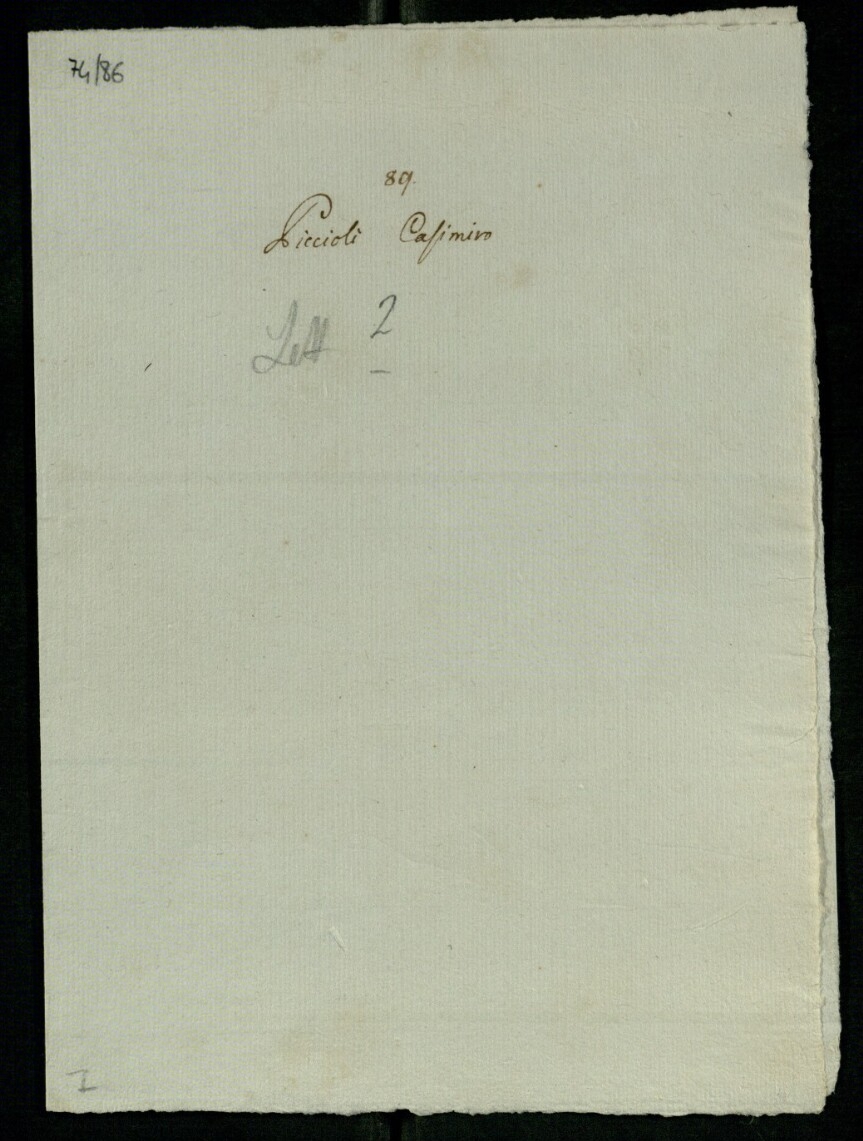 74/86
89.
Piccioli Casimiro
Lett 2
I